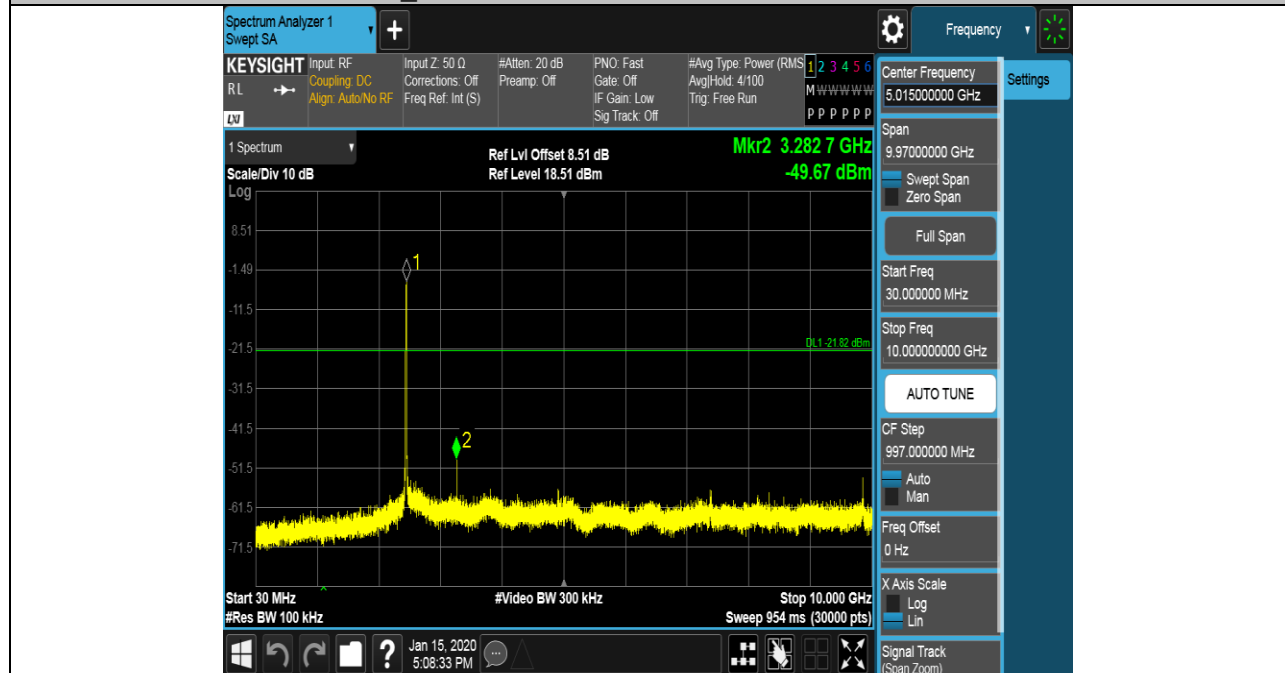 Spectrum Analyzer 1
Swept SA
+
Frequency
KEYSIGHT
RL
LXI
Input: RF
Coupling: DC
Align: Auto/No RF
Input Z: 50 Ω
Corrections: Off
Freq Ref: Int (S)
#Atten: 20 dB
Preamp: Off
PNO: Fast
Gate: Off
IF Gain: Low
Sig Track: Off
#Avg Type: Power (RMS
Avg|Hold: 4/100
Trig: Free Run
1 2 3 4 5 6
M W W W W W
P P P P P P
1 Spectrum
Scale/Div 10 dB
Log
Ref Lvl Offset 8.51 dB
Ref Level 18.51 dBm
Mkr2 3.282 7 GHz
-49.67 dBm
8.51
-1.49
-11.5
-21.5
-31.5
-41.5
-51.5
-61.5
-71.5
1
2
DL1 -21.82 dBm
Start 30 MHz
#Res BW 100 kHz
#Video BW 300 kHz
Stop 10.000 GHz
Sweep 954 ms (30000 pts)
?
Jan 15, 2020
5:08:33 PM
Center Frequency
5.015000000 GHz
Span
9.97000000 GHz
Swept Span
Zero Span
Full Span
Start Freq
30.000000 MHz
Stop Freq
10.000000000 GHz
AUTO TUNE
CF Step
997.000000 MHz
Auto
Man
Freq Offset
0 Hz
X Axis Scale
Log
Lin
Signal Track
(Span Zoom)
Settings